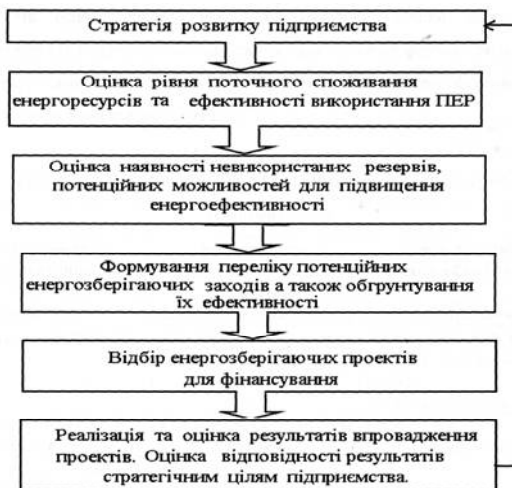 Стратегія розвитку підприємства
Оцінка рівня поточного споживання
енергоресурсів та ефективності використання ПЕР
Оцінка наявності невикористаних резервів,
потенційних можливостей для підвищення
енергоефективності
Формування переліку потенційних
енергозберігаючих заходів а також обгрунтування
їх ефективності
Відбір енергозберігаючих проектів
для фінансування
Реалізація та оцінка результатів впровадження
проектів. Оцінка відповідності результатів
стратегічним цілям підприємства.